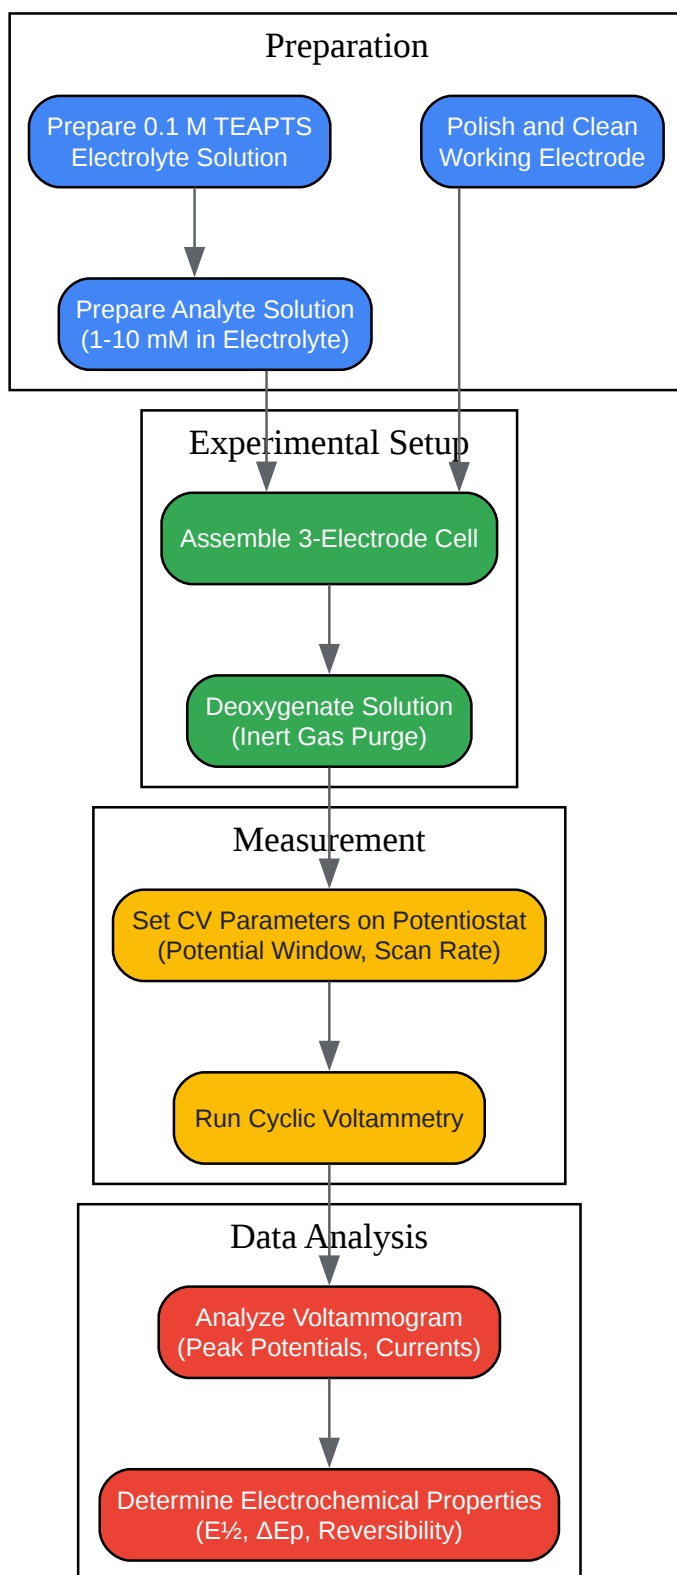 Preparation
Prepare 0.1 M TEAPTS
Electrolyte Solution
Polish and Clean
Working Electrode
Prepare Analyte Solution
(1-10 mM in Electrolyte)
Experimental Setup
Assemble 3-Electrode Cell
Deoxygenate Solution
(Inert Gas Purge)
Measurement
Set CV Parameters on Potentiostat
(Potential Window, Scan Rate)
Run Cyclic Voltammetry
Data Analysis
Analyze Voltammogram
(Peak Potentials, Currents)
Determine Electrochemical Properties
(E½, ΔEp, Reversibility)